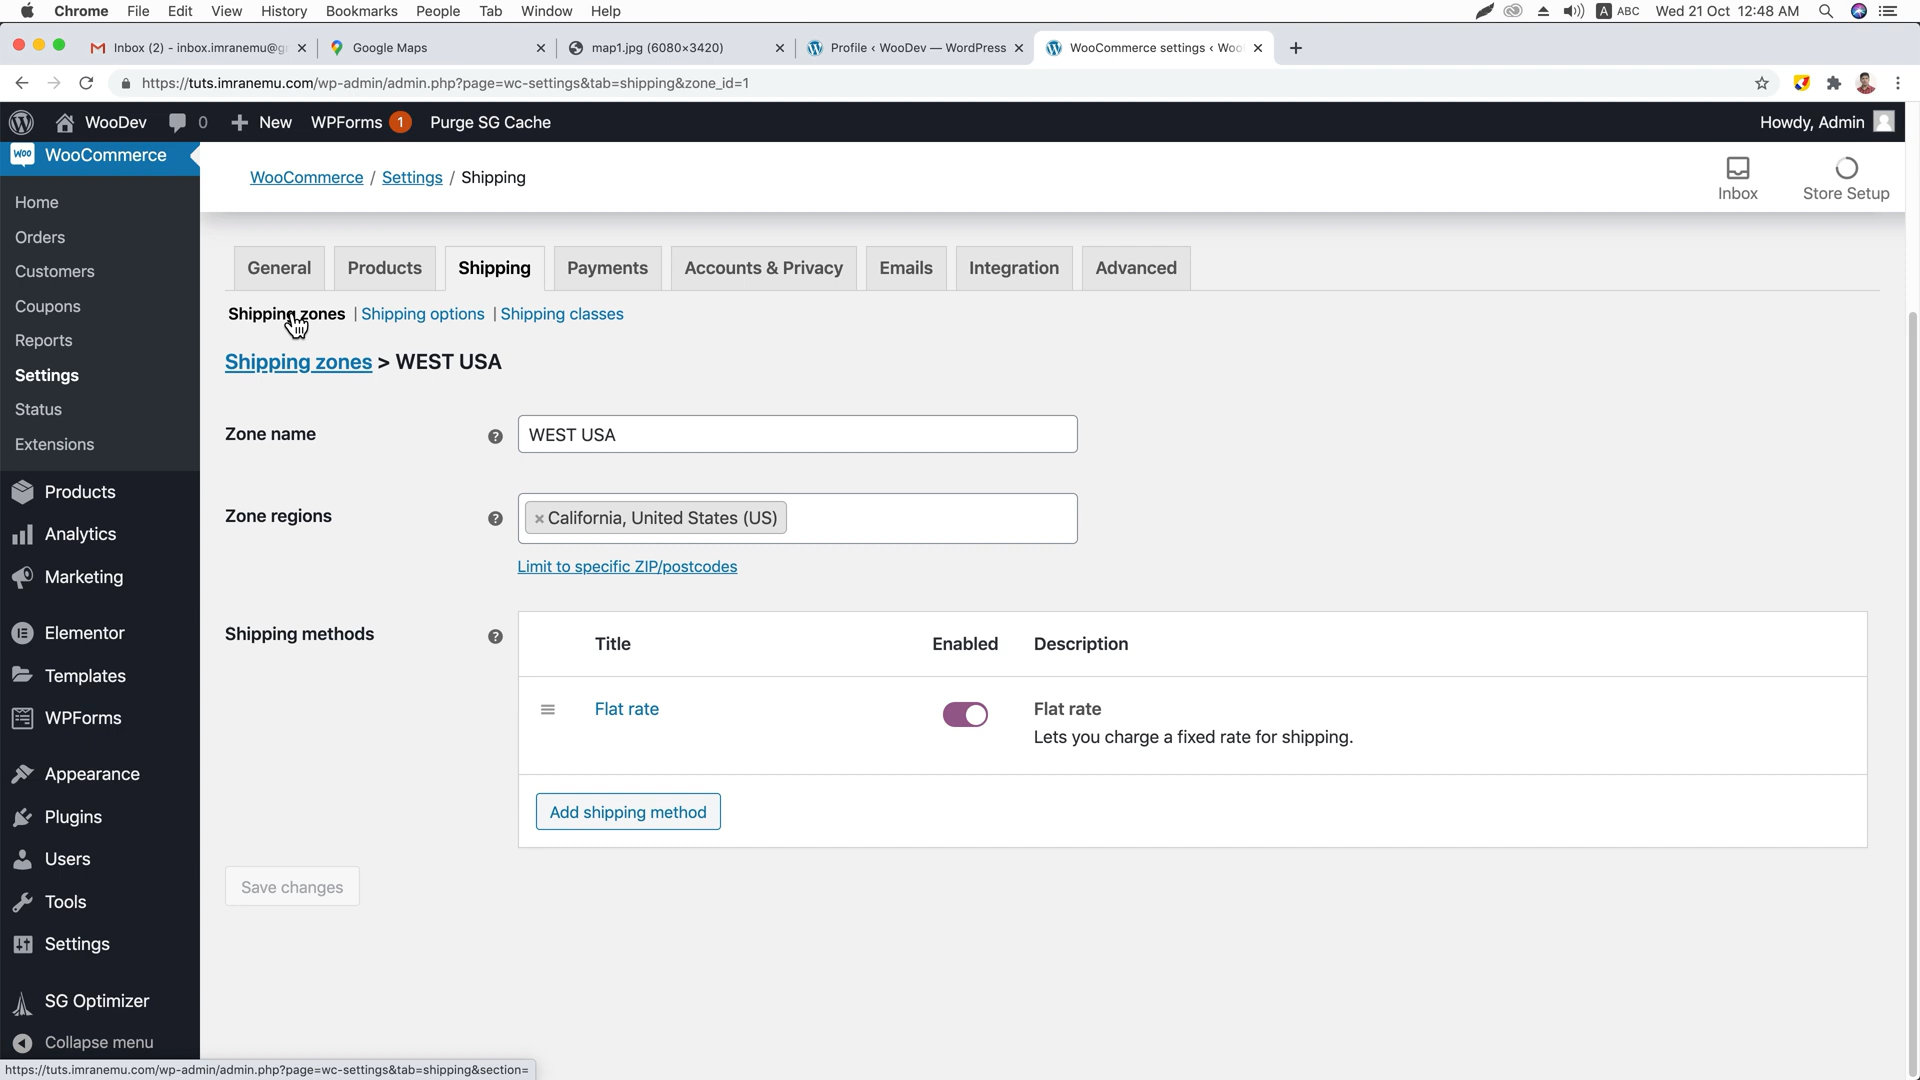 Chrome File Edit View History Bookmarks People Tab Window Help ABC Wed 21 Oct 12:48 AM
Inbox (2) - inbox.imranemu@g Google Maps map1.jpg (6080×3420) Profile ‹ WooDev — WordPress WooCommerce settings ‹ Woo
https://tuts.imranemu.com/wp-admin/admin.php?page=wc-settings&tab=shipping&zone_id=1
WooDev 0 New WPForms 1 Purge SG Cache Howdy, Admin
Woo WooCommerce
Home
Orders
Customers
Coupons
Reports
Settings
Status
Extensions
Products
Analytics
Marketing
Elementor
Templates
WPForms
Appearance
Plugins
Users
Tools
Settings
SG Optimizer
Collapse menu
WooCommerce / Settings / Shipping
Inbox
Store Setup
General Products Shipping Payments Accounts & Privacy Emails Integration Advanced
Shipping zones | Shipping options | Shipping classes
Shipping zones > WEST USA
Zone name ? WEST USA
Zone regions ? × California, United States (US)
Limit to specific ZIP/postcodes
Shipping methods ? Title Enabled Description
Flat rate Flat rate
Lets you charge a fixed rate for shipping.
Add shipping method
Save changes
https://tuts.imranemu.com/wp-admin/admin.php?page=wc-settings&tab=shipping&section=